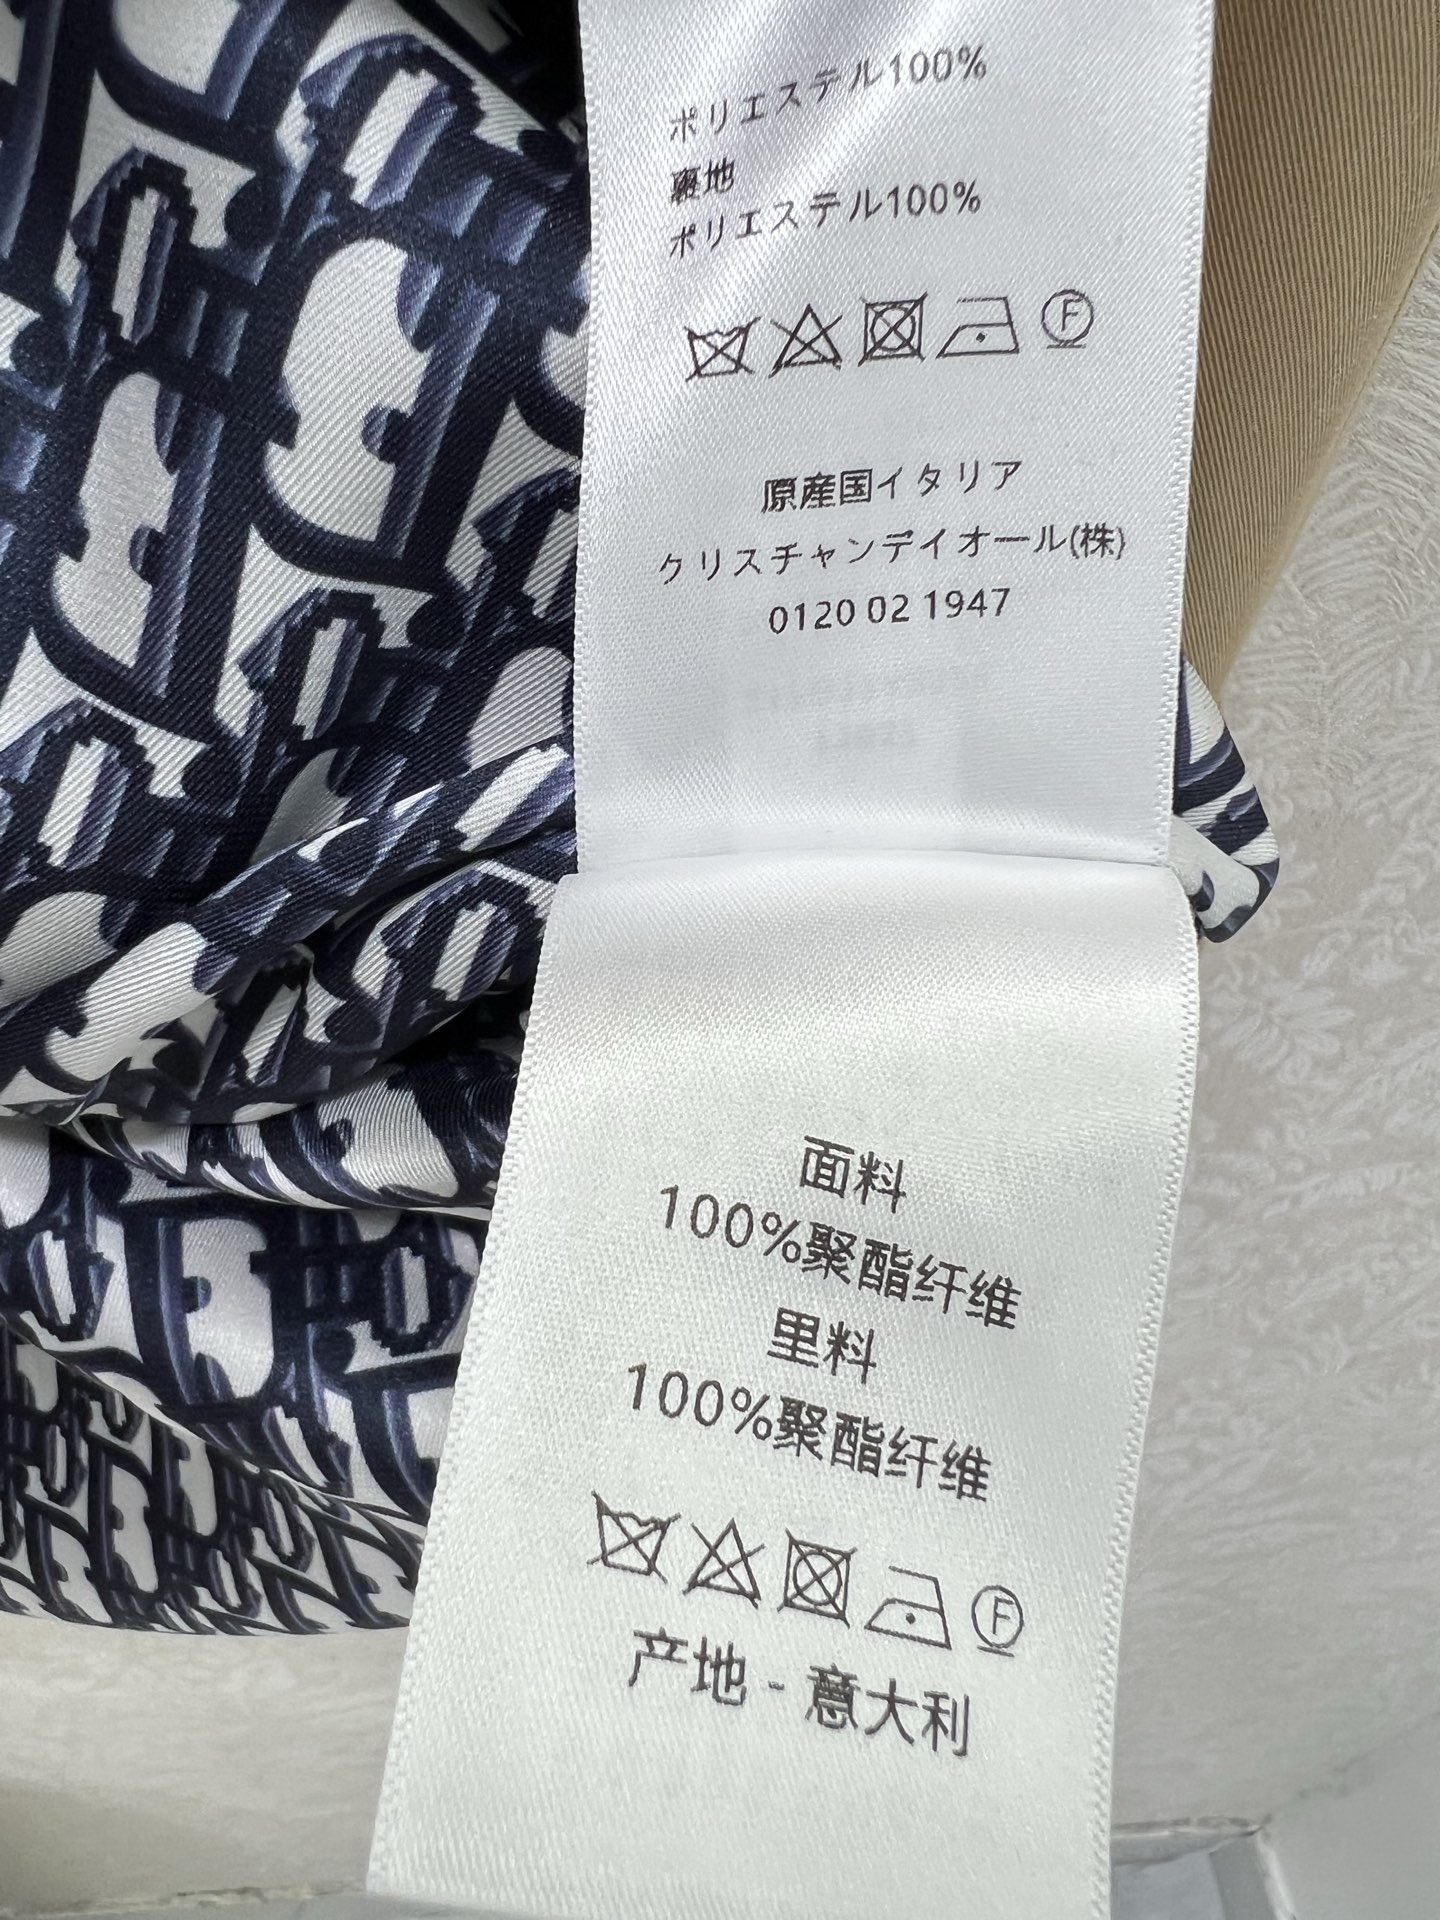 ポリエステル100%
裏地
ポリエステル100%
F
原産国イタリア
クリスチャンデイオール(株)
0120 02 1947
面料
100%聚酯纤维
里料
100%聚酯纤维
F
产地 - 意大利